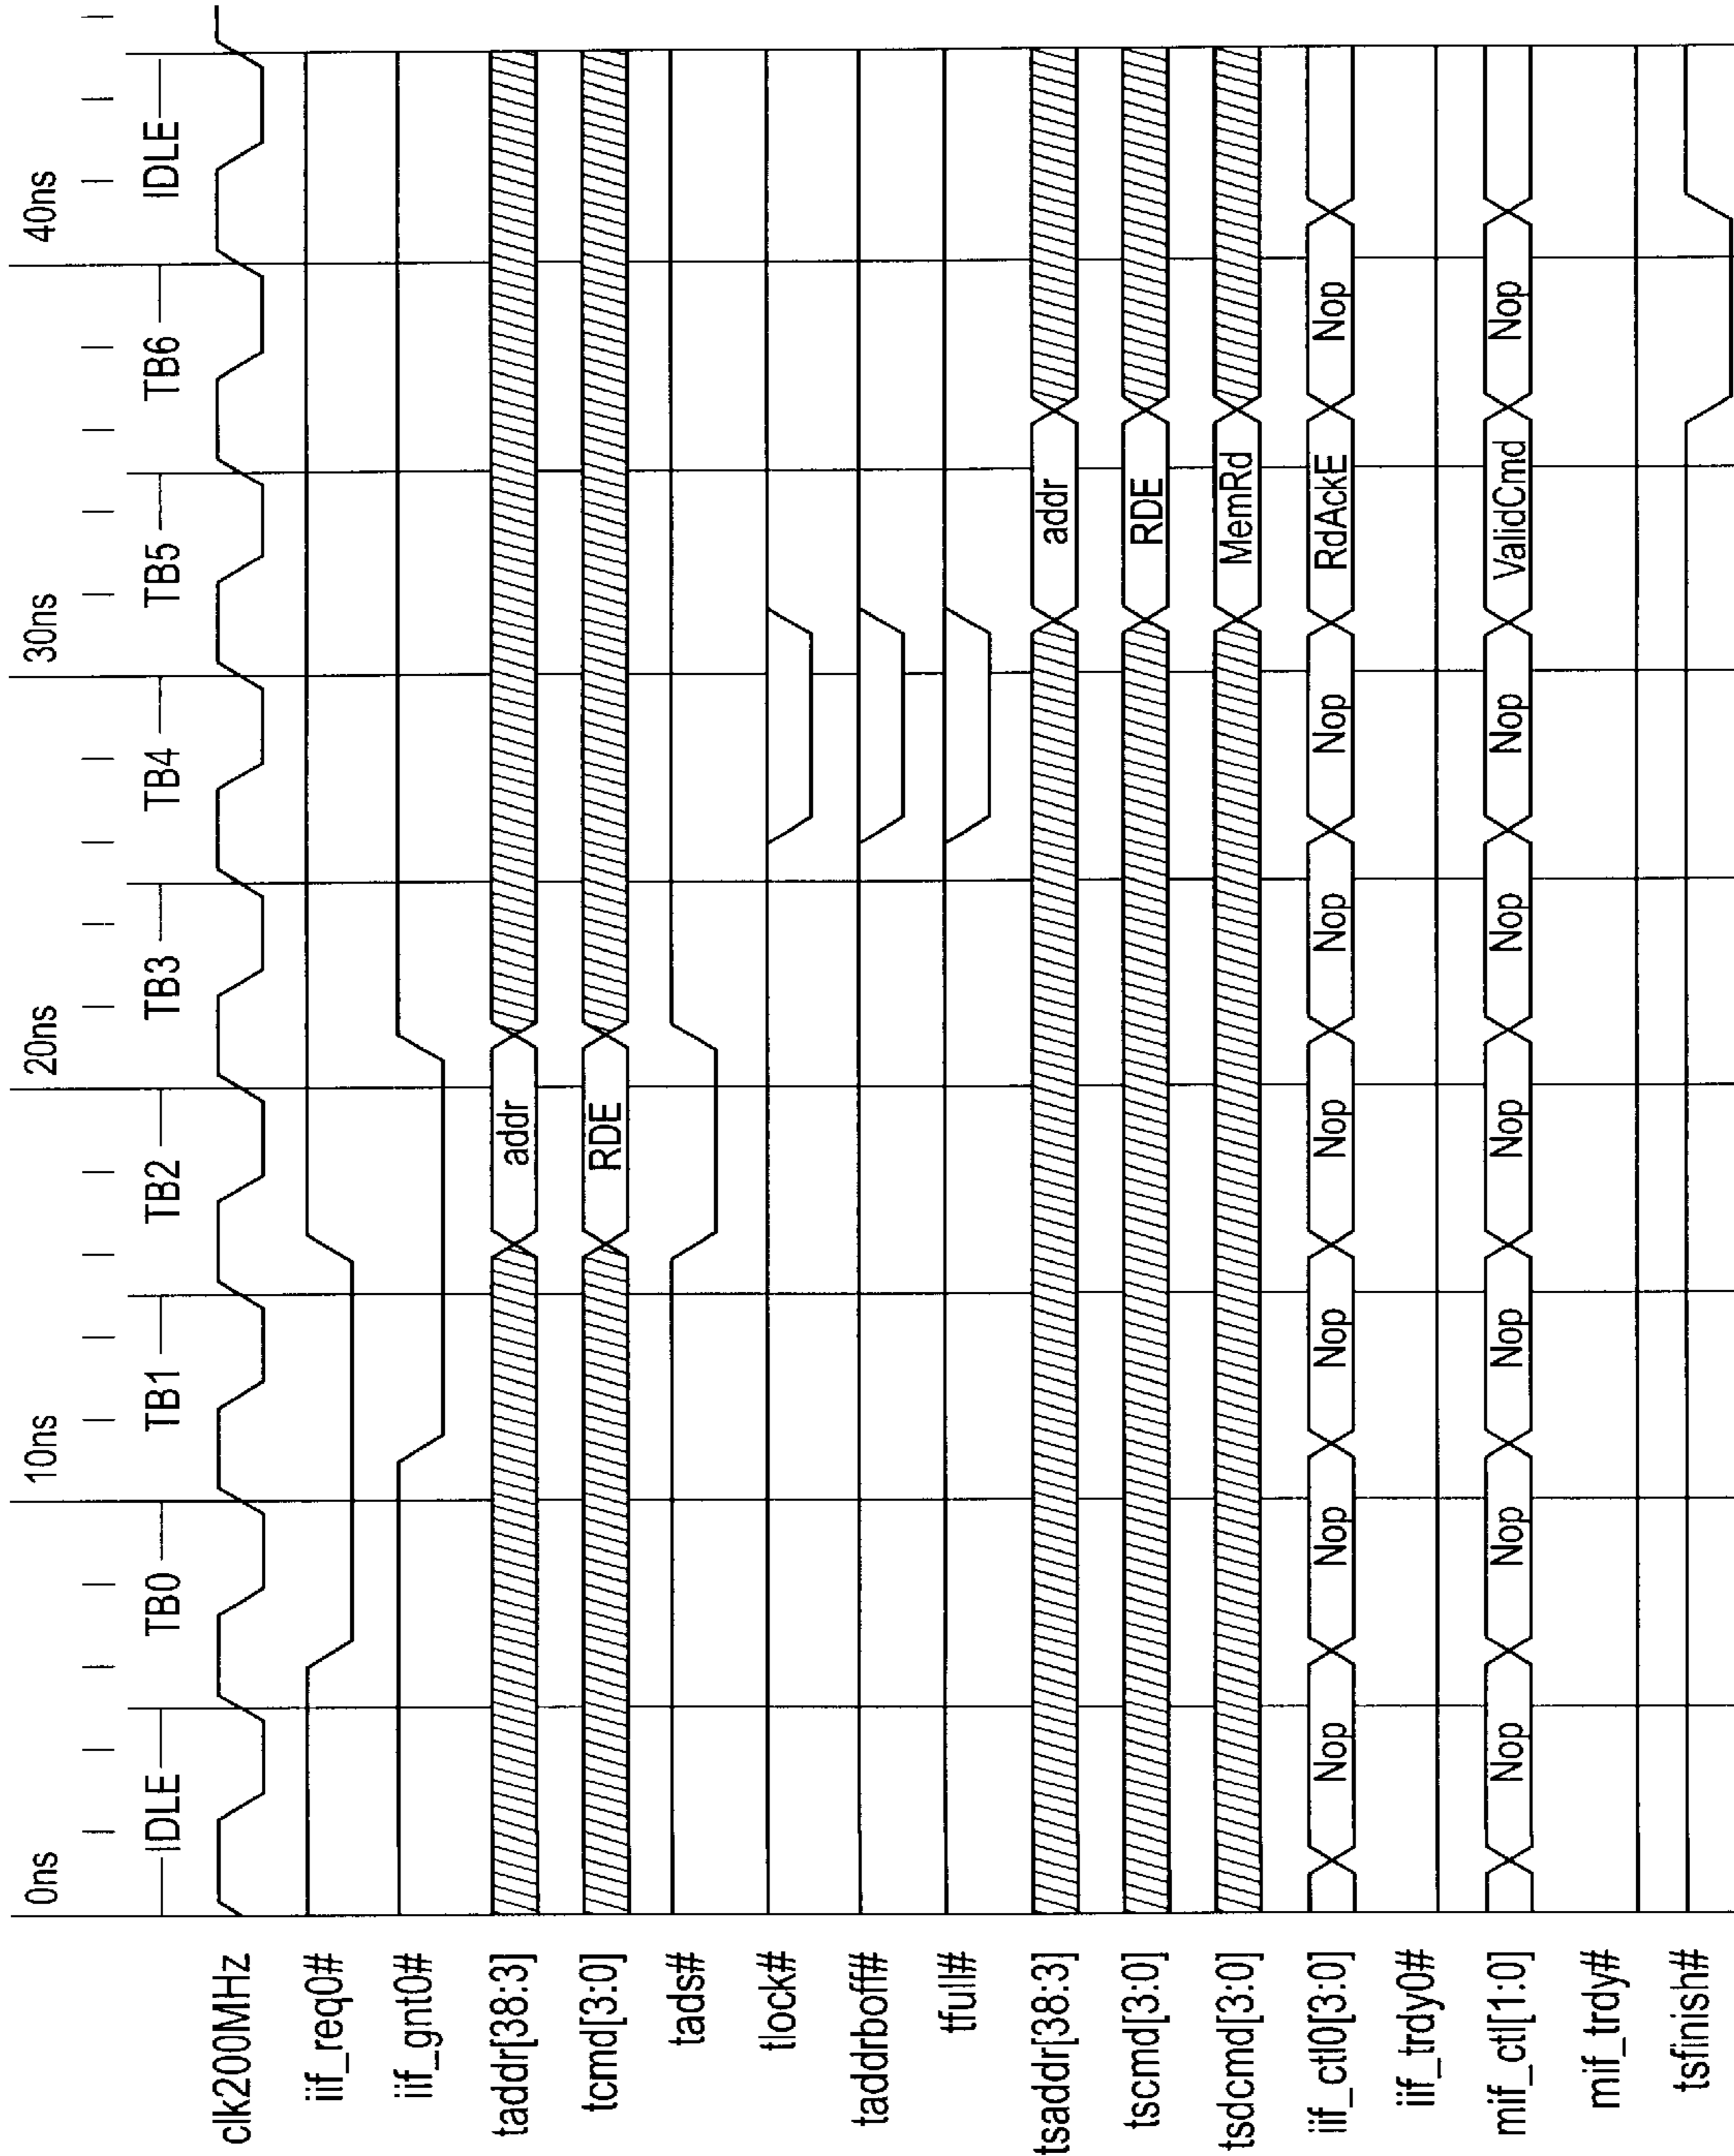 0ns 10ns 20ns 30ns 40ns
IDLE TB0 TB1 TB2 TB3 TB4 TB5 TB6 IDLE
clk200MHz
iif_req0#
iif_gnt0#
taddr[38:3] addr
tcmd[3:0] RDE
tads#
tlock#
taddrboff#
tfull#
tsaddr[38:3] addr
tscmd[3:0] RDE
tsdcmd[3:0] MemRd
iif_ctl0[3:0] Nop Nop Nop Nop Nop Nop RdAckE Nop
iif_trdy0#
mif_ctl[1:0] Nop Nop Nop Nop Nop Nop ValidCmd Nop
mif_trdy#
tsfinish#